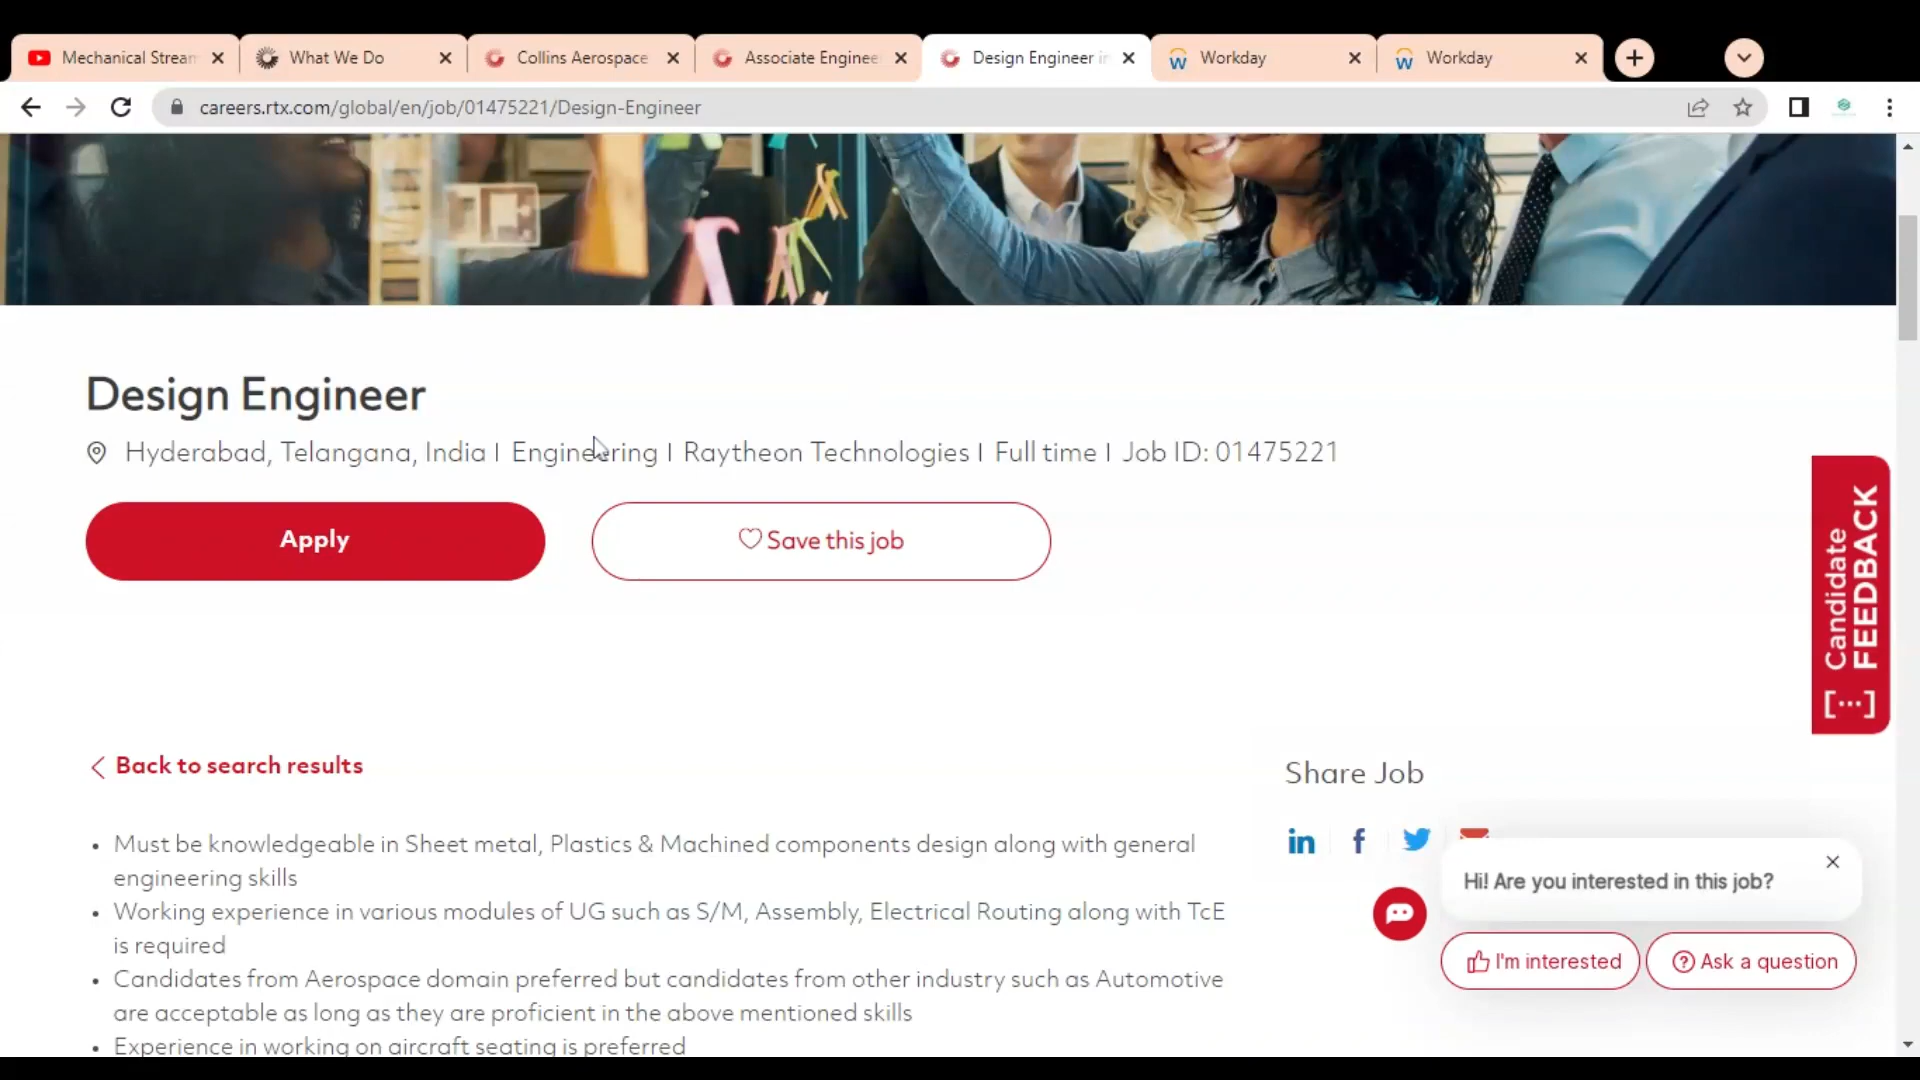 Mechanical Strean
What We Do
Collins Aerospace
Associate Enginee
Design Engineer in
Workday
Workday
careers.rtx.com/global/en/job/01475221/Design-Engineer
Design Engineer
Hyderabad, Telangana, India | Engineering | Raytheon Technologies | Full time | Job ID: 01475221
Apply
Save this job
Candidate
FEEDBACK
Back to search results
Share Job
• Must be knowledgeable in Sheet metal, Plastics & Machined components design along with general
engineering skills
• Working experience in various modules of UG such as S/M, Assembly, Electrical Routing along with TcE
is required
• Candidates from Aerospace domain preferred but candidates from other industry such as Automotive
are acceptable as long as they are proficient in the above mentioned skills
• Experience in working on aircraft seating is preferred
Hi! Are you interested in this job?
I'm interested
Ask a question